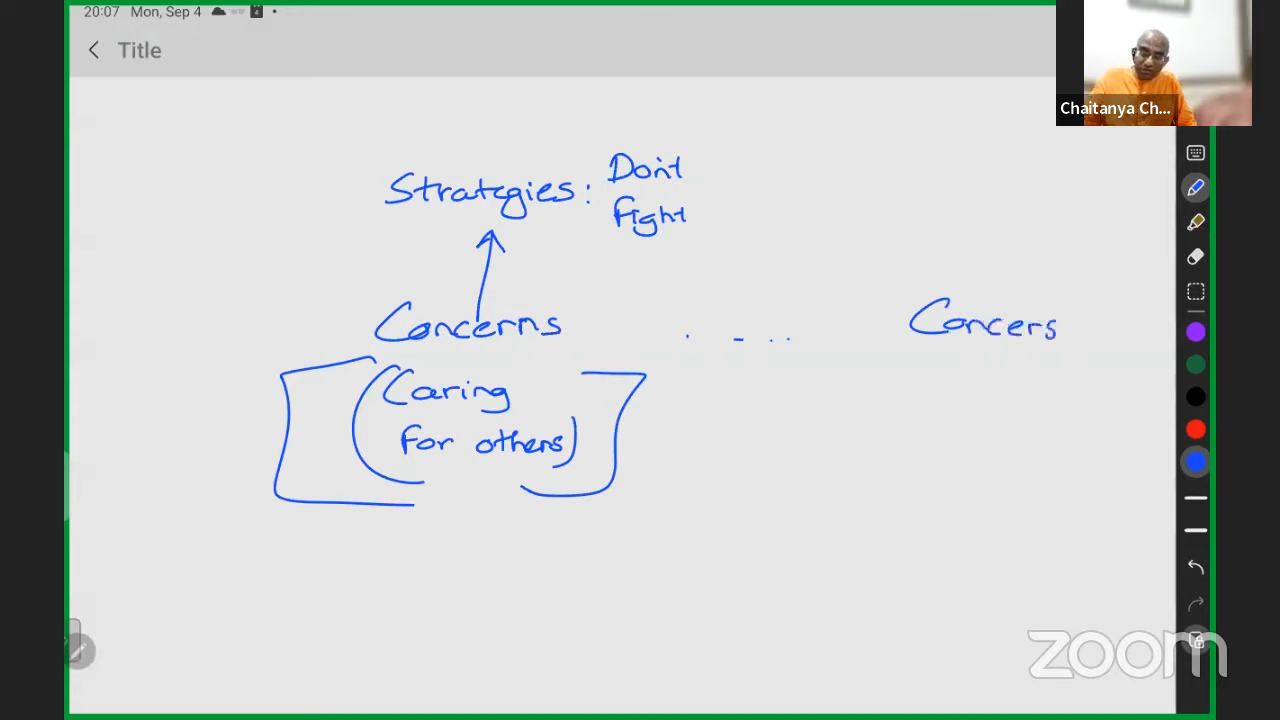 20:07 Mon, Sep 4
Title
Chaitanya Ch...
Strategies: Don't
Fight
Concerns .-.. Concers
(Caring
for others)
zoom